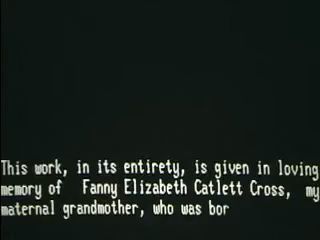 This work, in its entirety, is given in loving
memory of  Fanny Elizabeth Catlett Cross,  my
maternal grandmother, who was bor